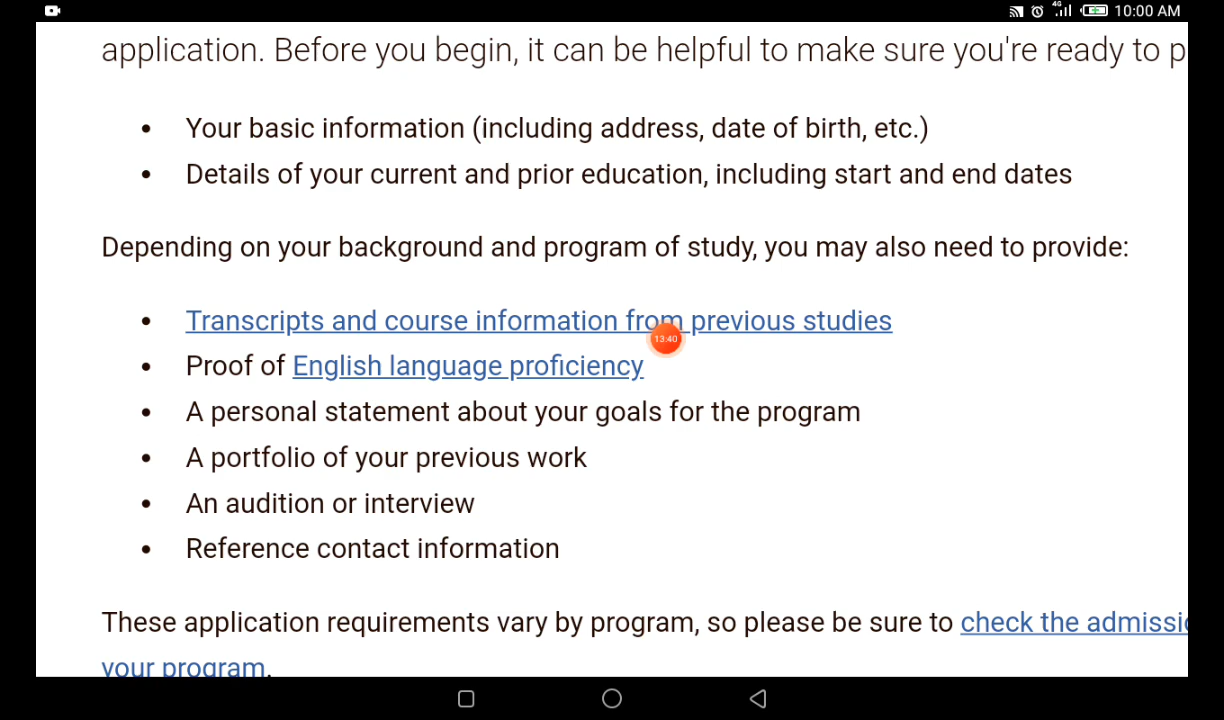 4G 10:00 AM
application. Before you begin, it can be helpful to make sure you're ready to p
• Your basic information (including address, date of birth, etc.)
• Details of your current and prior education, including start and end dates
Depending on your background and program of study, you may also need to provide:
• Transcripts and course information from previous studies
13:40
• Proof of English language proficiency
• A personal statement about your goals for the program
• A portfolio of your previous work
• An audition or interview
• Reference contact information
These application requirements vary by program, so please be sure to check the admissi
your program.